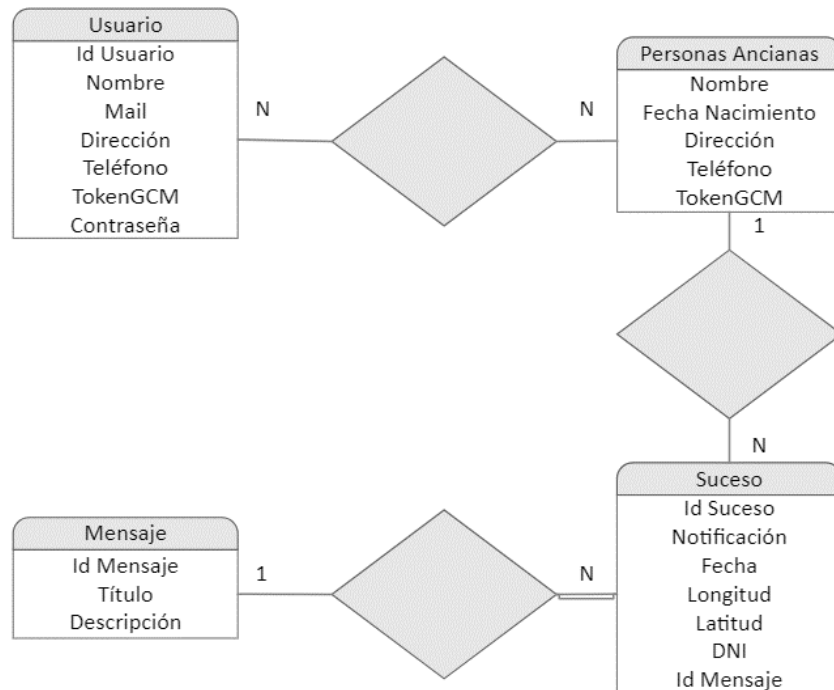 Usuario
Id Usuario
Nombre
Mail
Dirección
Teléfono
TokenGCM
Contraseña
N
N
Personas Ancianas
Nombre
Fecha Nacimiento
Dirección
Teléfono
TokenGCM
1
N
Mensaje
Id Mensaje
Título
Descripción
1
N
Suceso
Id Suceso
Notificación
Fecha
Longitud
Latitud
DNI
Id Mensaje